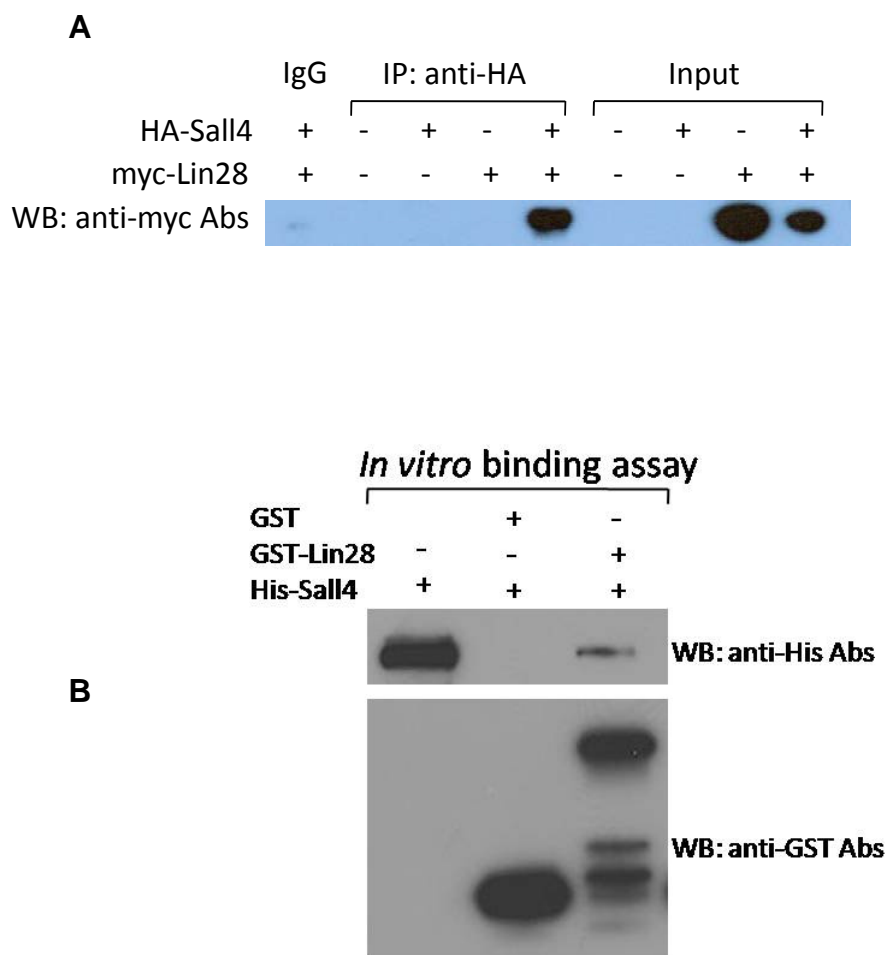 A
IgG IP: anti-HA Input
HA-Sall4 + - + - + - + - +
myc-Lin28 + - - + + - - + +
WB: anti-myc Abs
In vitro binding assay
GST + -
GST-Lin28 - - +
His-Sall4 + + +
WB: anti-His Abs
B
WB: anti-GST Abs